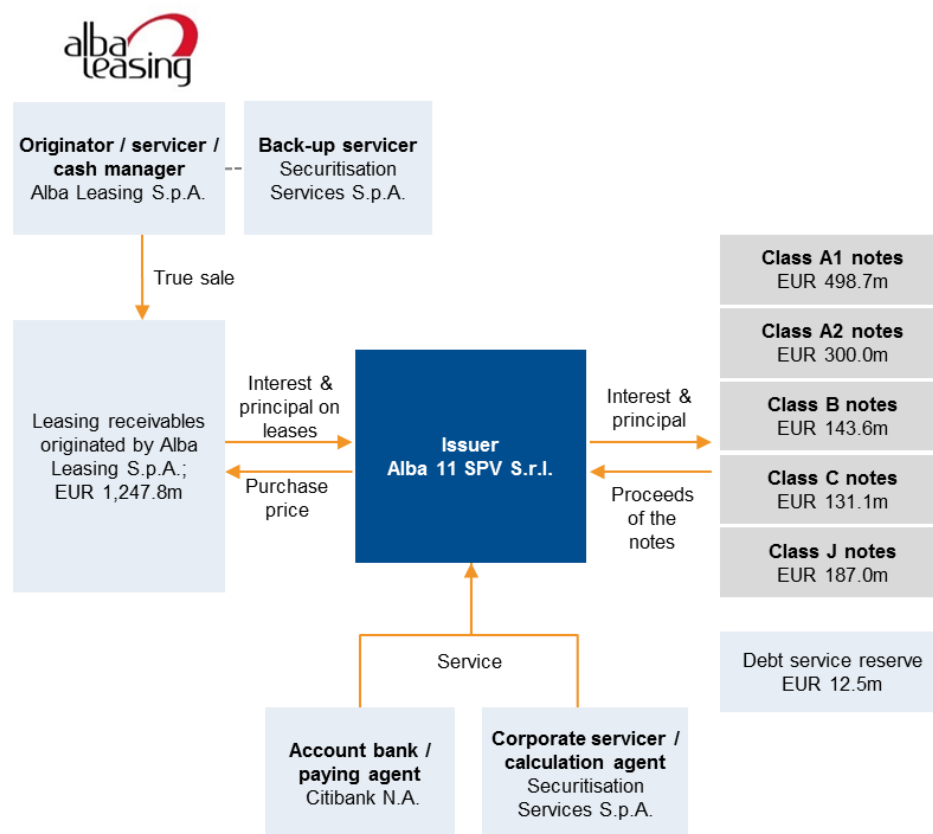 alba
leasing
Originator / servicer /
cash manager
Alba Leasing S.p.A.
Back-up servicer
Securitisation
Services S.p.A.
True sale
Leasing receivables
originated by Alba
Leasing S.p.A.;
EUR 1,247.8m
Interest &
principal on
leases
Purchase
price
Issuer
Alba 11 SPV S.r.l.
Interest &
principal
Proceeds
of the
notes
Class A1 notes
EUR 498.7m
Class A2 notes
EUR 300.0m
Class B notes
EUR 143.6m
Class C notes
EUR 131.1m
Class J notes
EUR 187.0m
Debt service reserve
EUR 12.5m
Service
Account bank /
paying agent
Citibank N.A.
Corporate servicer /
calculation agent
Securitisation
Services S.p.A.